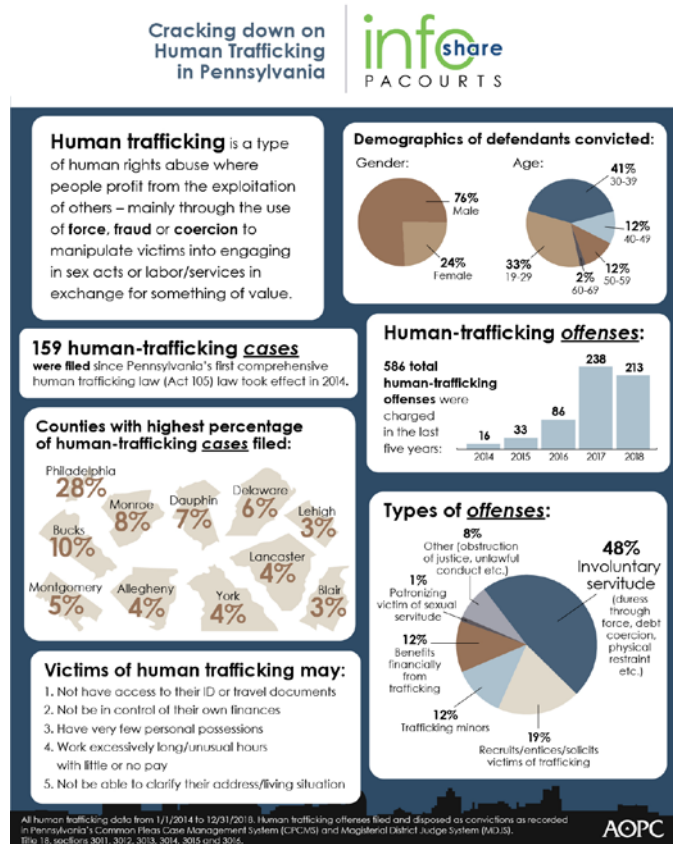 Cracking down on
Human Trafficking
in Pennsylvania
info share
PACOURTS
Human trafficking is a type
of human rights abuse where
people profit from the exploitation
of others – mainly through the use
of force, fraud or coercion to
manipulate victims into engaging
in sex acts or labor/services in
exchange for something of value.
Demographics of defendants convicted:
Gender:
76%
Male
24%
Female
Age:
41%
30-39
12%
40-49
12%
50-59
2%
60-69
33%
19-29
159 human-trafficking cases
were filed since Pennsylvania's first comprehensive
human trafficking law (Act 105) law took effect in 2014.
Human-trafficking offenses:
586 total
human-trafficking
offenses were
charged
in the last
five years:
16
33
86
238
213
2014
2015
2016
2017
2018
Counties with highest percentage
of human-trafficking cases filed:
Philadelphia
28%
Monroe
8%
Dauphin
7%
Delaware
6%
Lehigh
3%
Bucks
10%
Lancaster
4%
Montgomery
5%
Allegheny
4%
York
4%
Blair
3%
Types of offenses:
8%
Other (obstruction
of justice, unlawful
conduct etc.)
48%
Involuntary
servitude
(duress
through
force, debt
coercion,
physical
restraint
etc.)
1%
Patronizing
victim of sexual
servitude
12%
Benefits
financially
from
trafficking
12%
Trafficking minors
19%
Recruits/entices/solicits
victims of trafficking
Victims of human trafficking may:
1. Not have access to their ID or travel documents
2. Not be in control of their own finances
3. Have very few personal possessions
4. Work excessively long/unusual hours
with little or no pay
5. Not be able to clarify their address/living situation
All human trafficking data from 1/1/2014 to 12/31/2018. Human trafficking offenses filed and disposed as convictions as recorded
in Pennsylvania's Common Pleas Case Management System (CPCMS) and Magisterial District Judge System (MDJS).
Title 18, sections 3011, 3012, 3013, 3014, 3015 and 3016.
AOPC